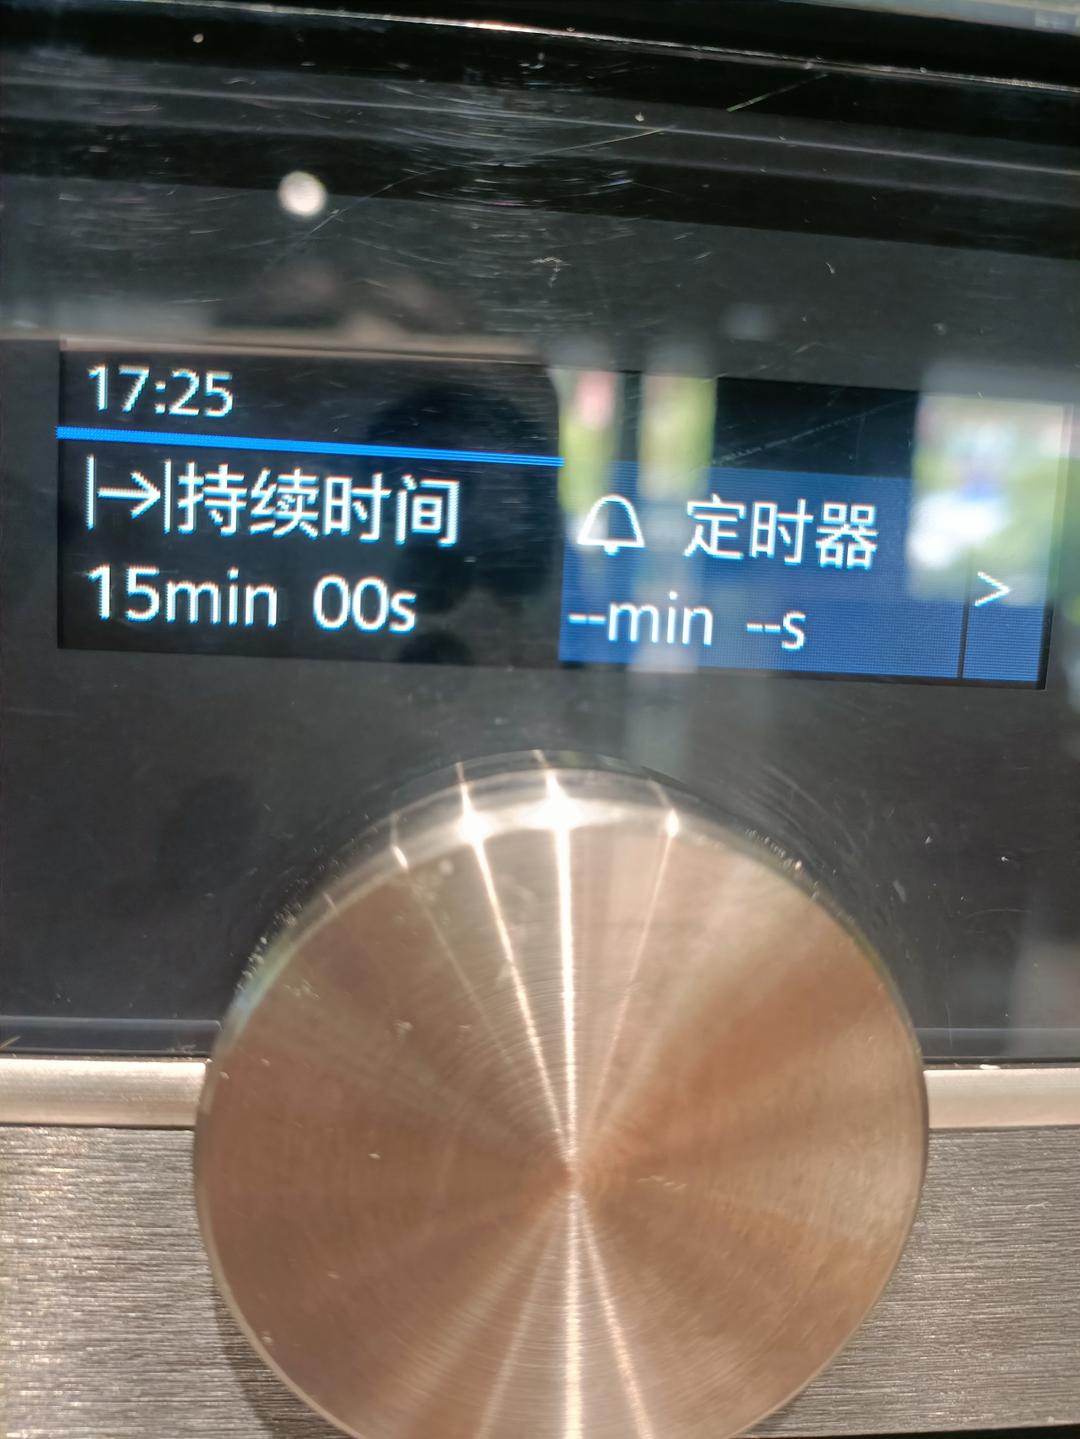 17:25
持续时间
15min 00s
定时器
--min --s
>